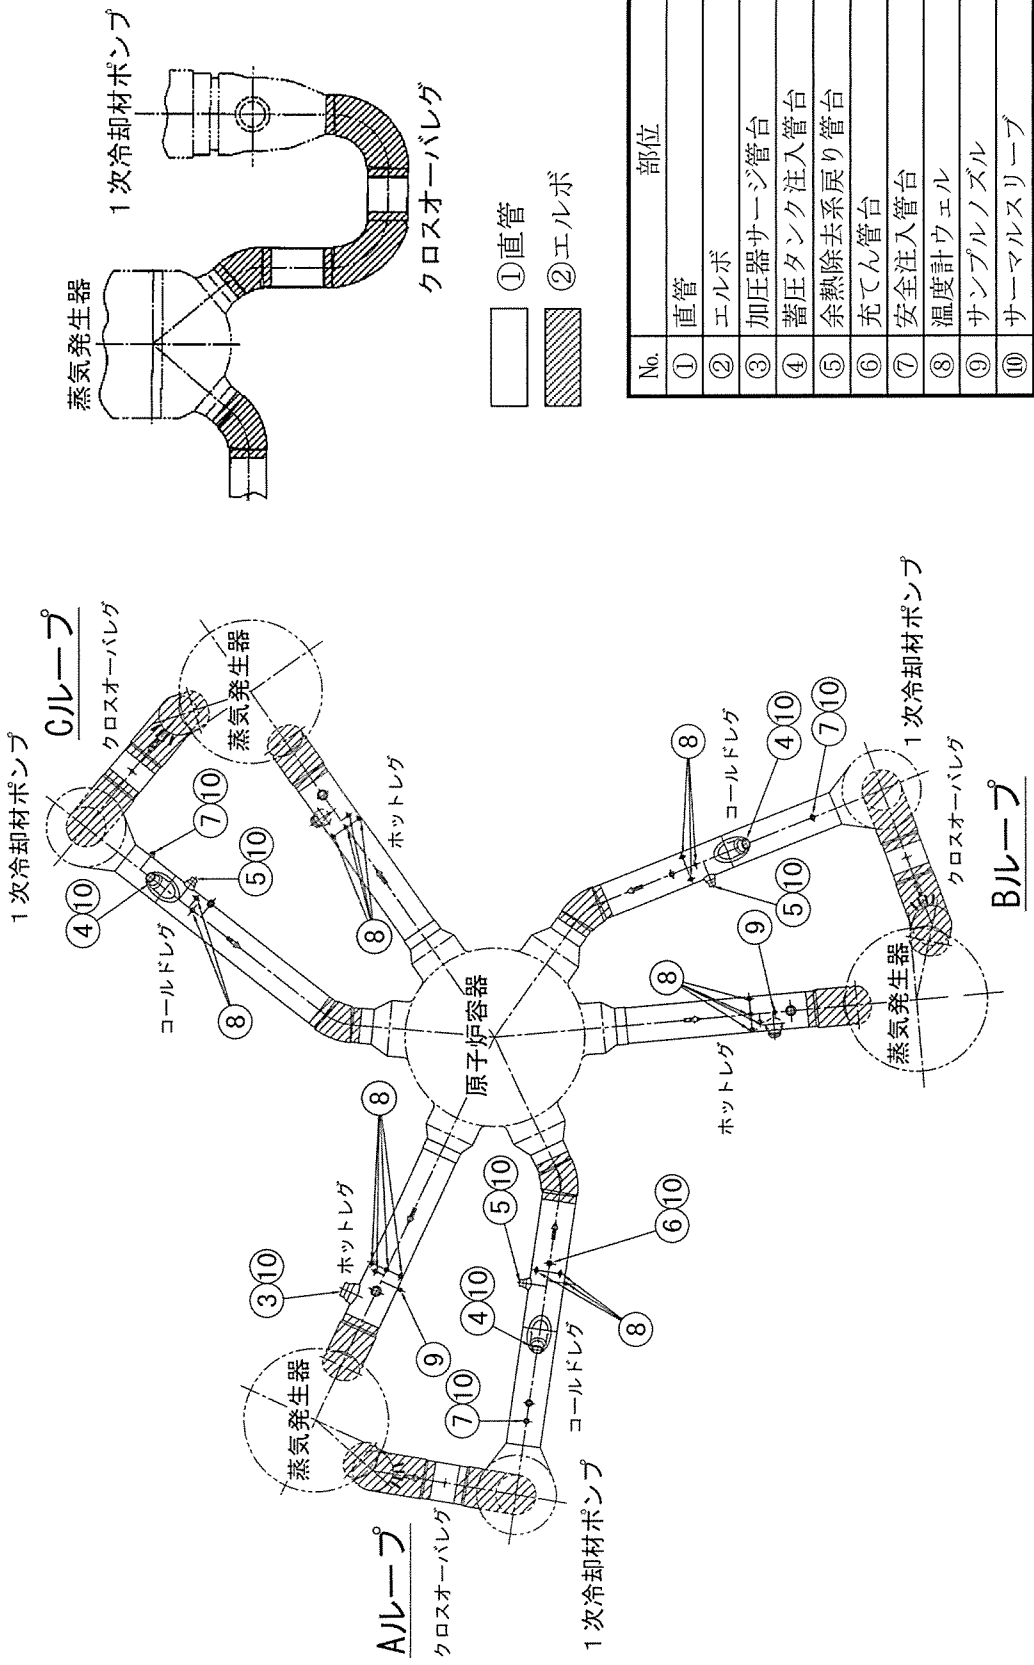 Cループ
1次冷却材ポンプ
クロスオーバレグ
蒸気発生器
④⑩
⑦⑩
⑤⑩
コールドレグ
⑧
⑧
ホットレグ
原子炉容器
Aループ
クロスオーバレグ
蒸気発生器
③⑩
ホットレグ
⑧
⑨
⑦⑩
④⑩
⑤⑩
⑥⑩
⑧
コールドレグ
1次冷却材ポンプ
Bループ
ホットレグ
⑧
⑨
蒸気発生器
⑤⑩
⑧
コールドレグ
④⑩
⑦⑩
1次冷却材ポンプ
クロスオーバレグ
蒸気発生器
1次冷却材ポンプ
クロスオーバレグ
①直管
②エルボ
No. 部位
① 直管
② エルボ
③ 加圧器サージ管台
④ 蓄圧タンク注入管台
⑤ 余熱除去系戻り管台
⑥ 充てん管台
⑦ 安全注入管台
⑧ 温度計ウェル
⑨ サンプルノズル
⑩ サーマルスリーブ